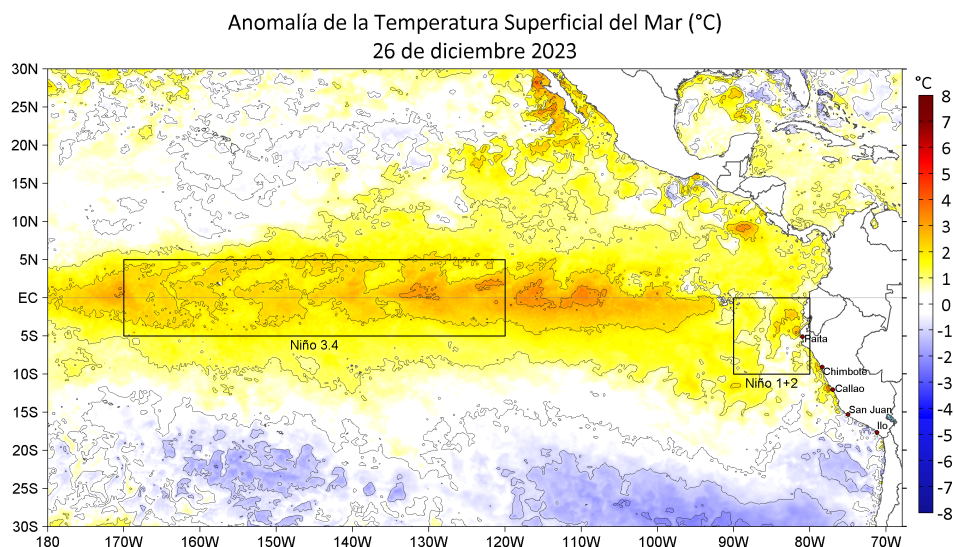 Anomalía de la Temperatura Superficial del Mar (°C)
26 de diciembre 2023
°C
30N
25N
20N
15N
10N
5N
EC
5S
10S
15S
20S
25S
30S
Niño 3.4
Niño 1+2
Paita
Chimbote
Callao
San Juan
Ilo
180
170W
160W
150W
140W
130W
120W
110W
100W
90W
80W
70W
8
7
6
5
4
3
2
1
0
-1
-2
-3
-4
-5
-6
-7
-8